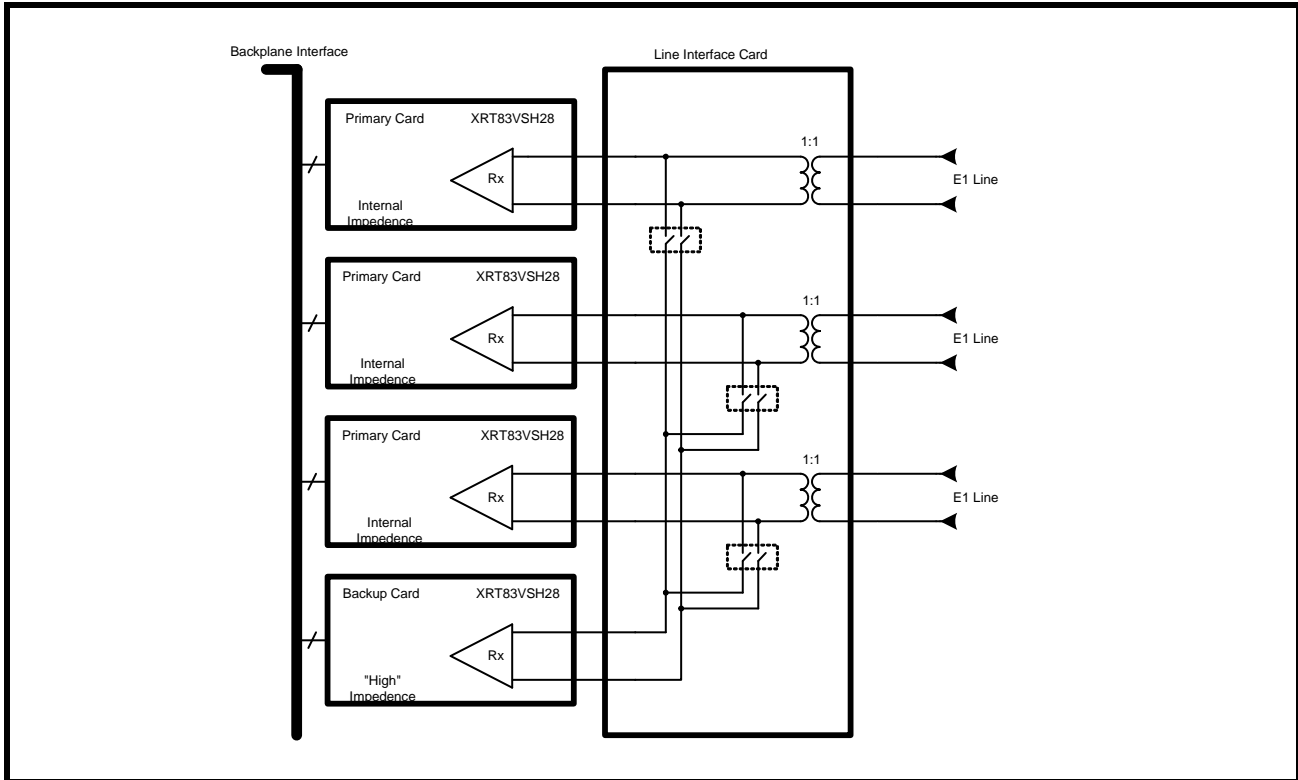 Backplane Interface
Line Interface Card
Primary Card XRT83VSH28
Rx
Internal
Impedence
1:1
E1 Line
Primary Card XRT83VSH28
Rx
Internal
Impedence
1:1
E1 Line
Primary Card XRT83VSH28
Rx
Internal
Impedence
1:1
E1 Line
Backup Card XRT83VSH28
Rx
"High"
Impedence